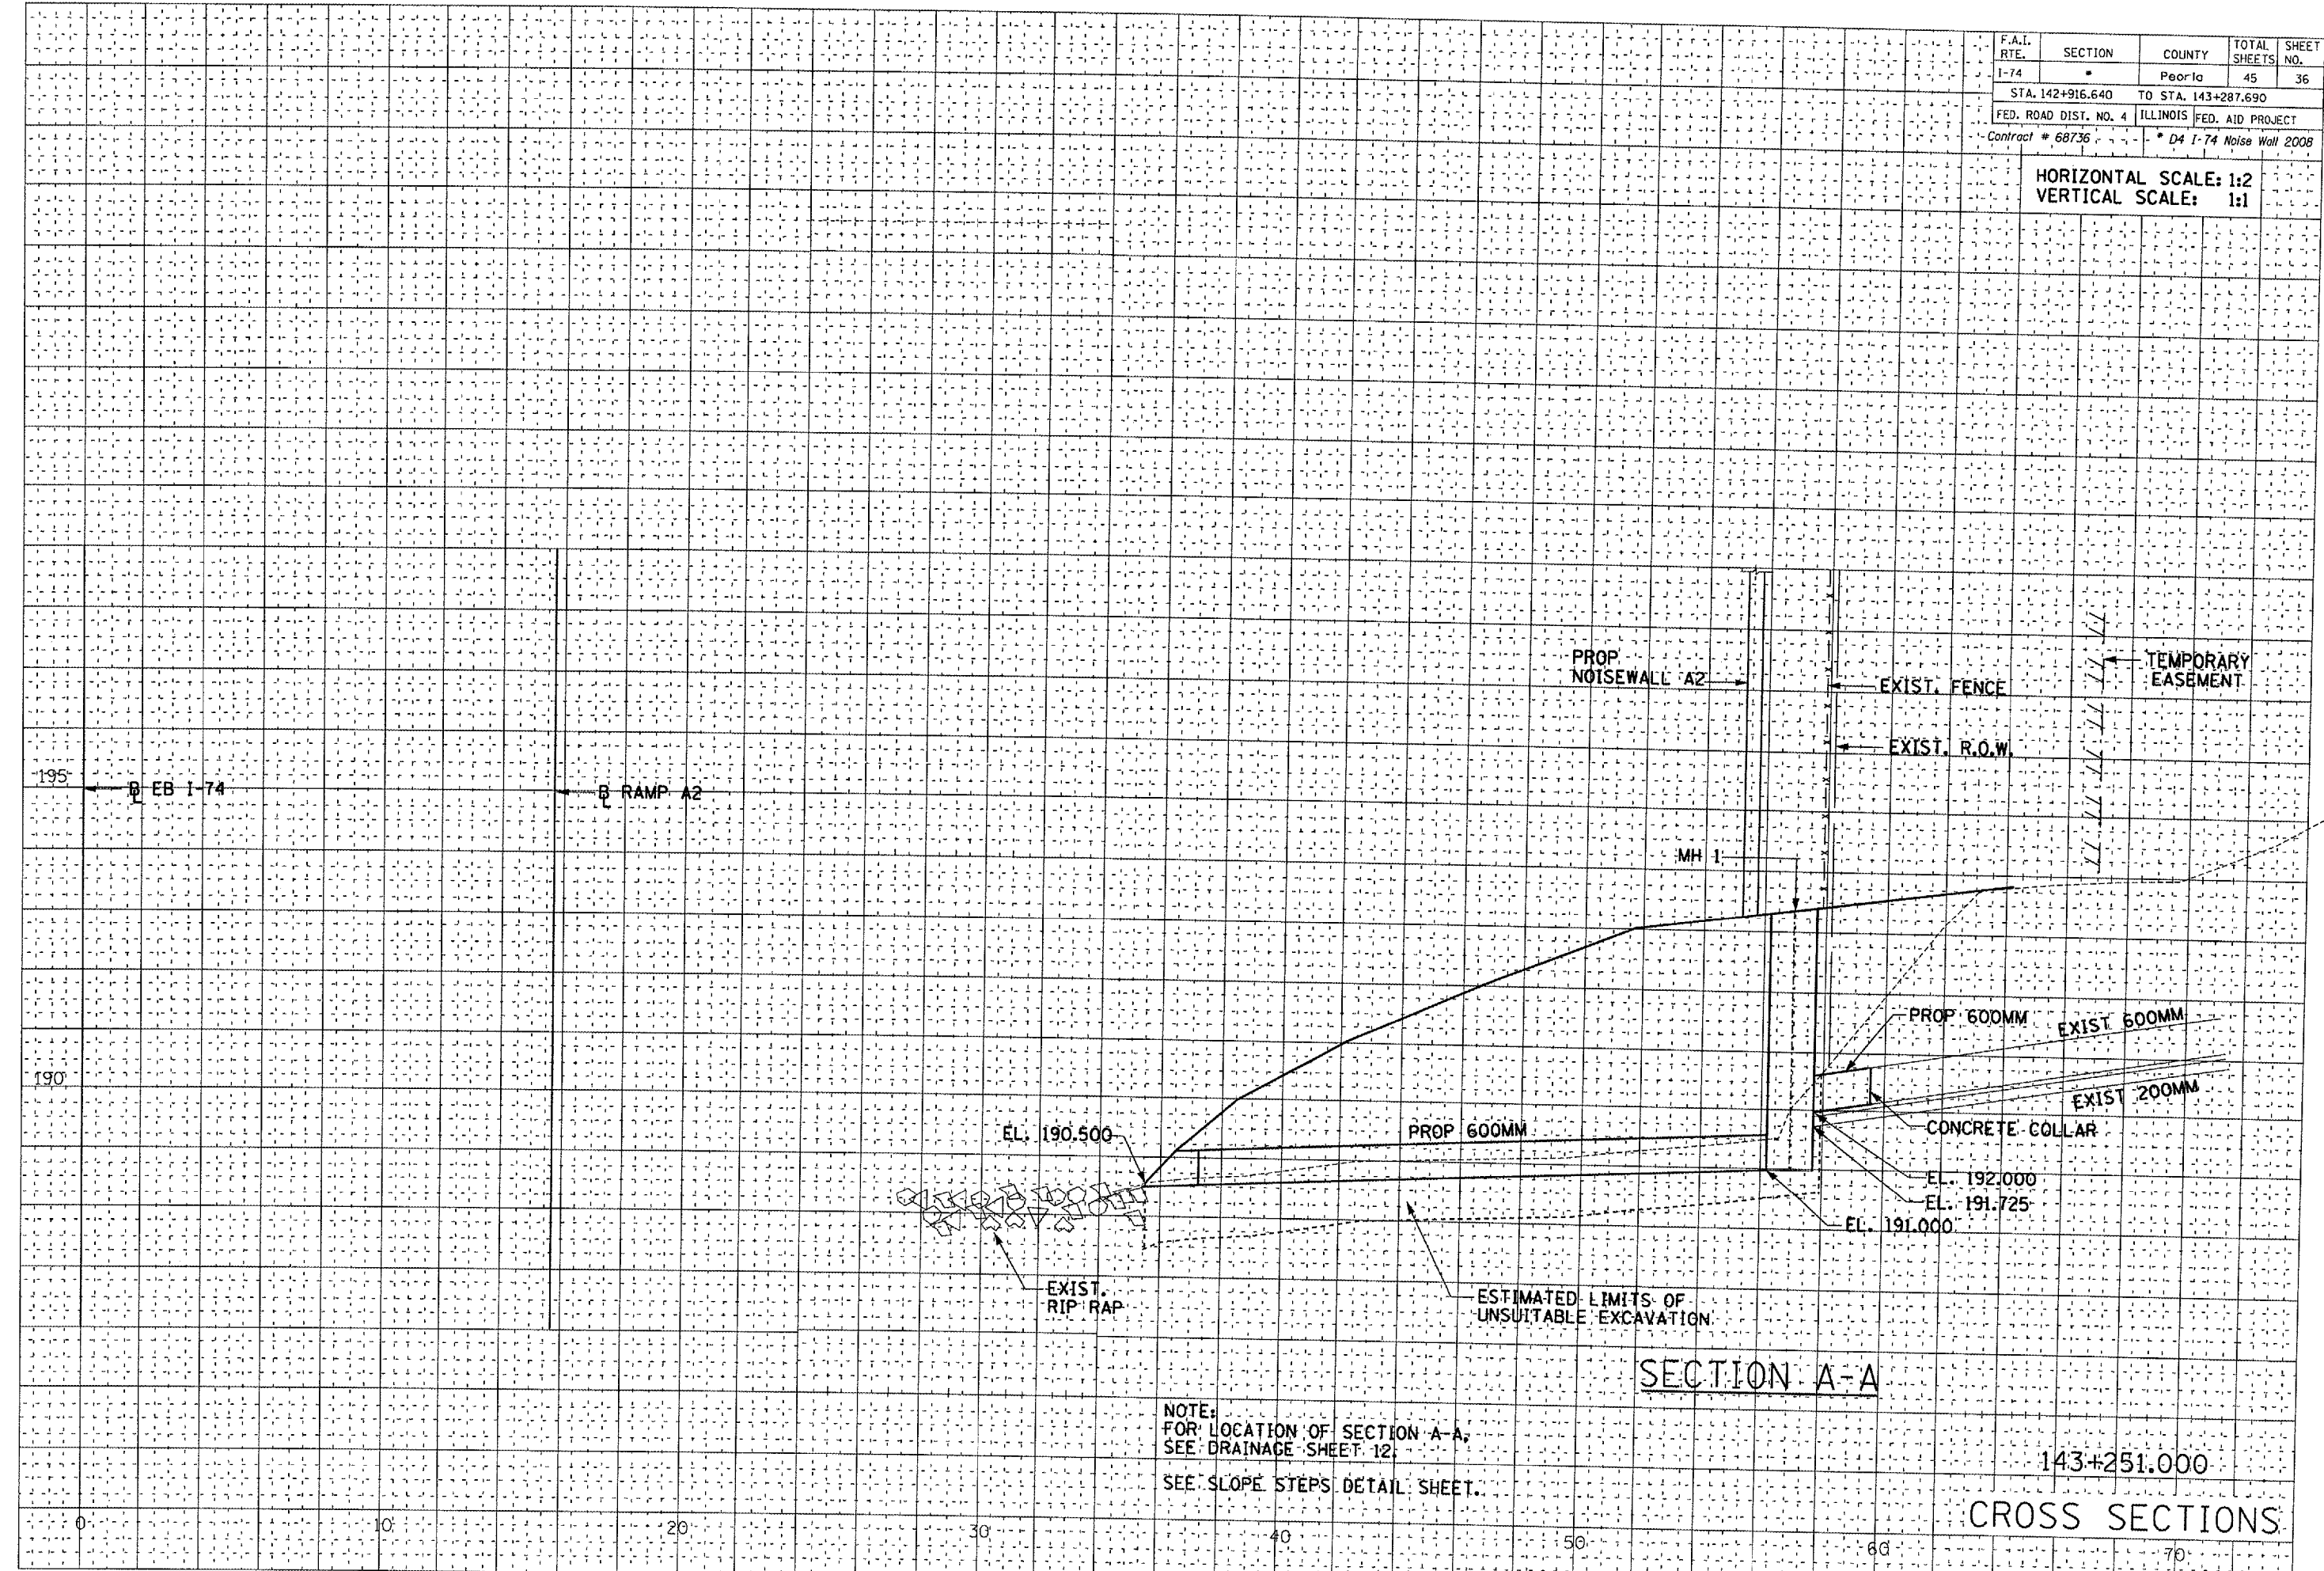 F.A.I. RTE. SECTION COUNTY TOTAL SHEETS SHEET NO.
I-74 * Peoria 45 36
STA. 142+916.640 TO STA. 143+287.690
FED. ROAD DIST. NO. 4 ILLINOIS FED. AID PROJECT
Contract # 68736 * D4 I-74 Noise Wall 2008
HORIZONTAL SCALE: 1:2
VERTICAL SCALE: 1:1
PROP
NOISEWALL A2
TEMPORARY
EASEMENT
EXIST. FENCE
EXIST. R.O.W.
195
BL EB I-74
BL RAMP A2
MH 1
PROP 600MM
EXIST 600MM
190
EXIST 200MM
EL. 190.500
PROP 600MM
CONCRETE COLLAR
EL. 192.000
EL. 191.725
EL. 191.000
EXIST.
RIP RAP
ESTIMATED LIMITS OF
UNSUITABLE EXCAVATION
SECTION A-A
NOTE:
FOR LOCATION OF SECTION A-A,
SEE DRAINAGE SHEET 12.
SEE SLOPE STEPS DETAIL SHEET.
143+251.000
CROSS SECTIONS
0 10 20 30 40 50 60 70